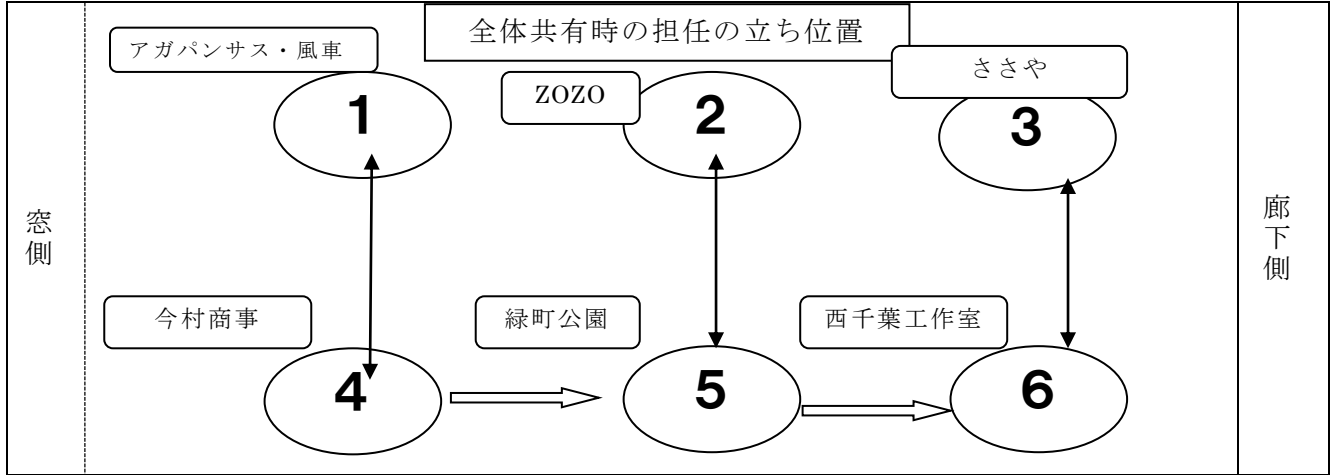 全体共有時の担任の立ち位置
アガパンサス・風車
ZOZO
ささや
1
2
3
窓側
廊下側
今村商事
緑町公園
西千葉工作室
4
5
6